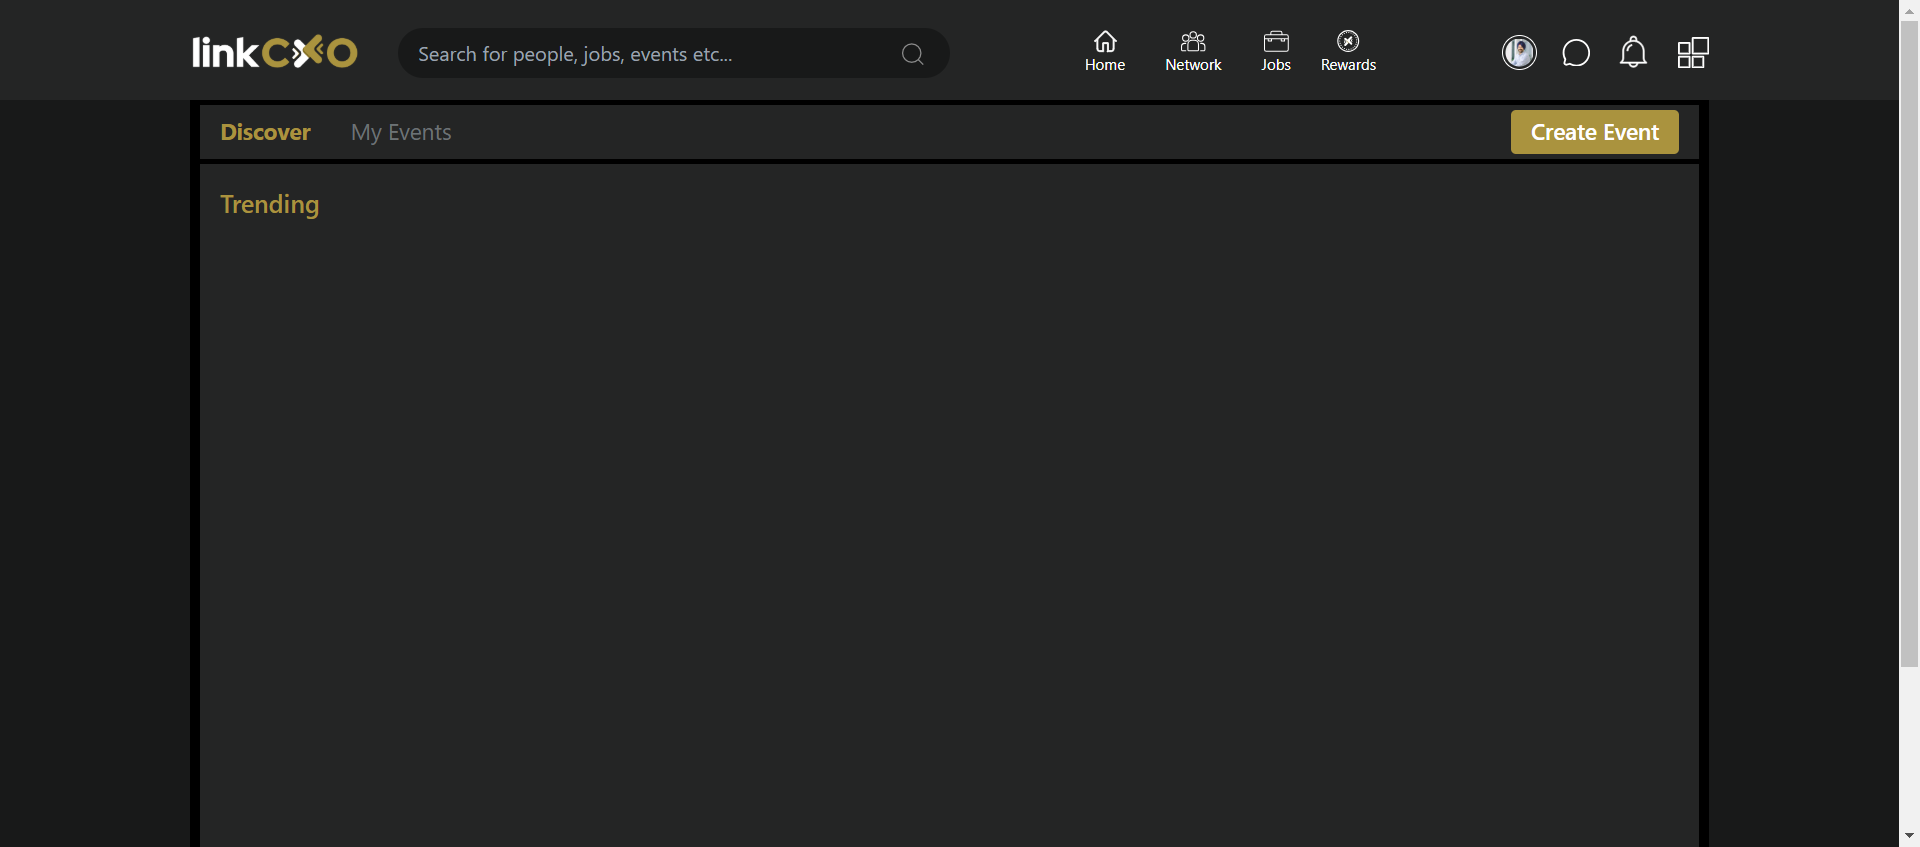 linkCXO
Search for people, jobs, events etc...
Home
Network
Jobs
Rewards
Discover
My Events
Create Event
Trending